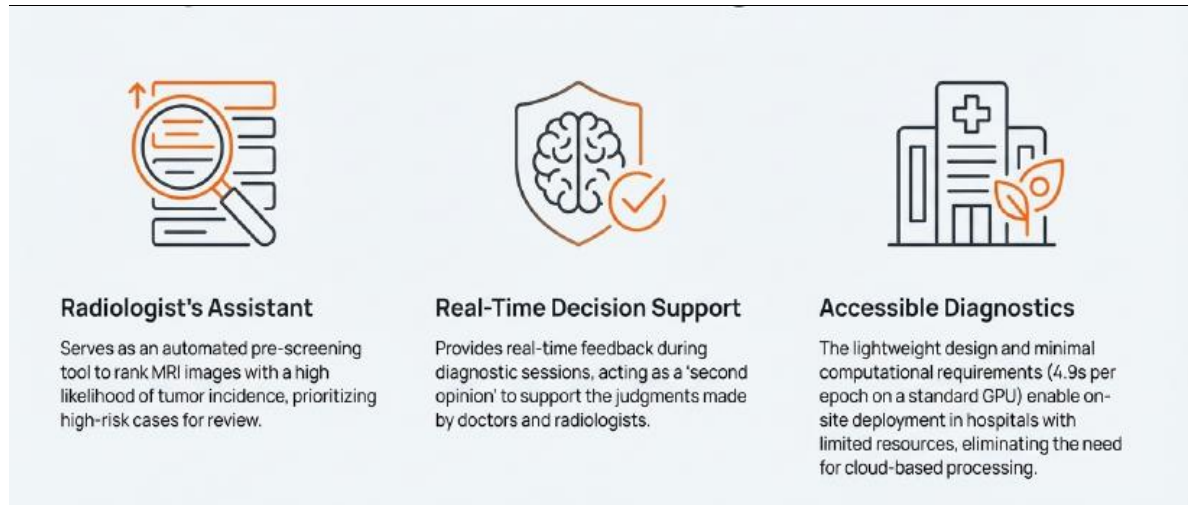 Radiologist's Assistant
Serves as an automated pre-screening
tool to rank MRI images with a high
likelihood of tumor incidence, prioritizing
high-risk cases for review.
Real-Time Decision Support
Provides real-time feedback during
diagnostic sessions, acting as a 'second
opinion' to support the judgments made
by doctors and radiologists.
Accessible Diagnostics
The lightweight design and minimal
computational requirements (4.9s per
epoch on a standard GPU) enable on-
site deployment in hospitals with
limited resources, eliminating the need
for cloud-based processing.